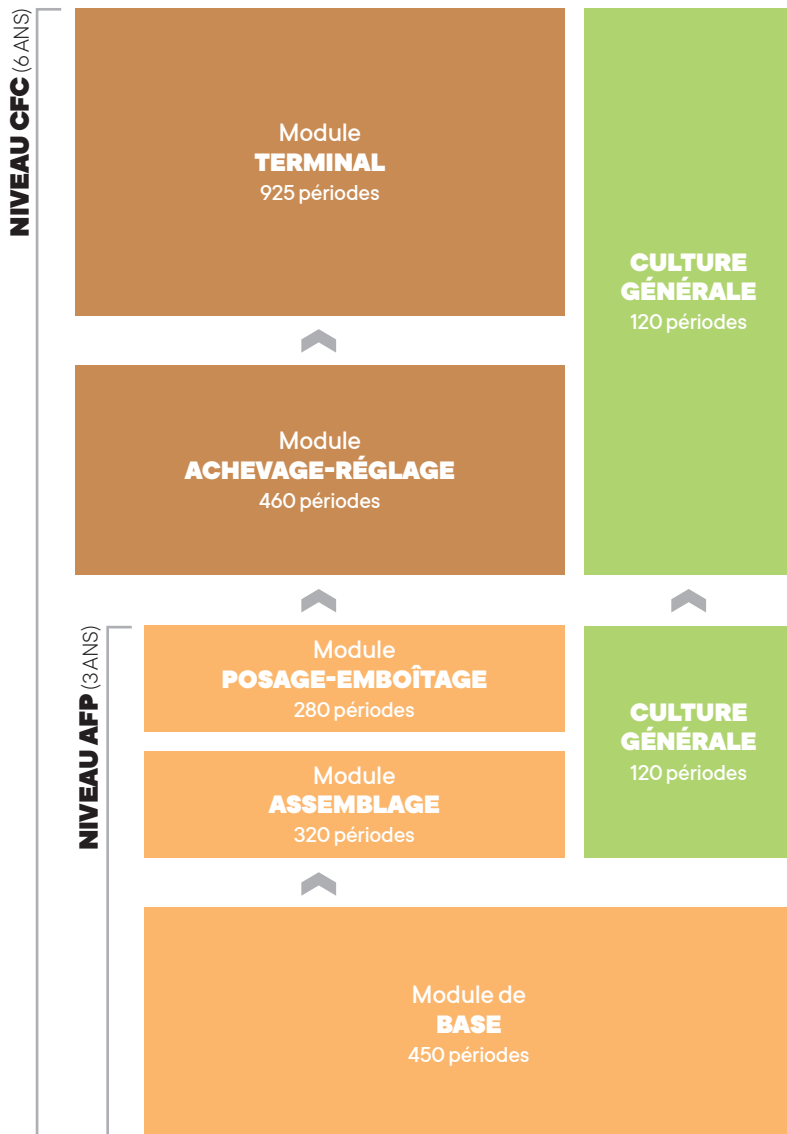 NIVEAU CFC (6 ANS)
Module
TERMINAL
925 périodes
CULTURE
GÉNÉRALE
120 périodes
Module
ACHEVAGE-RÉGLAGE
460 périodes
NIVEAU AFP (3 ANS)
Module
POSAGE-EMBOÎTAGE
280 périodes
CULTURE
GÉNÉRALE
120 périodes
Module
ASSEMBLAGE
320 périodes
Module de
BASE
450 périodes